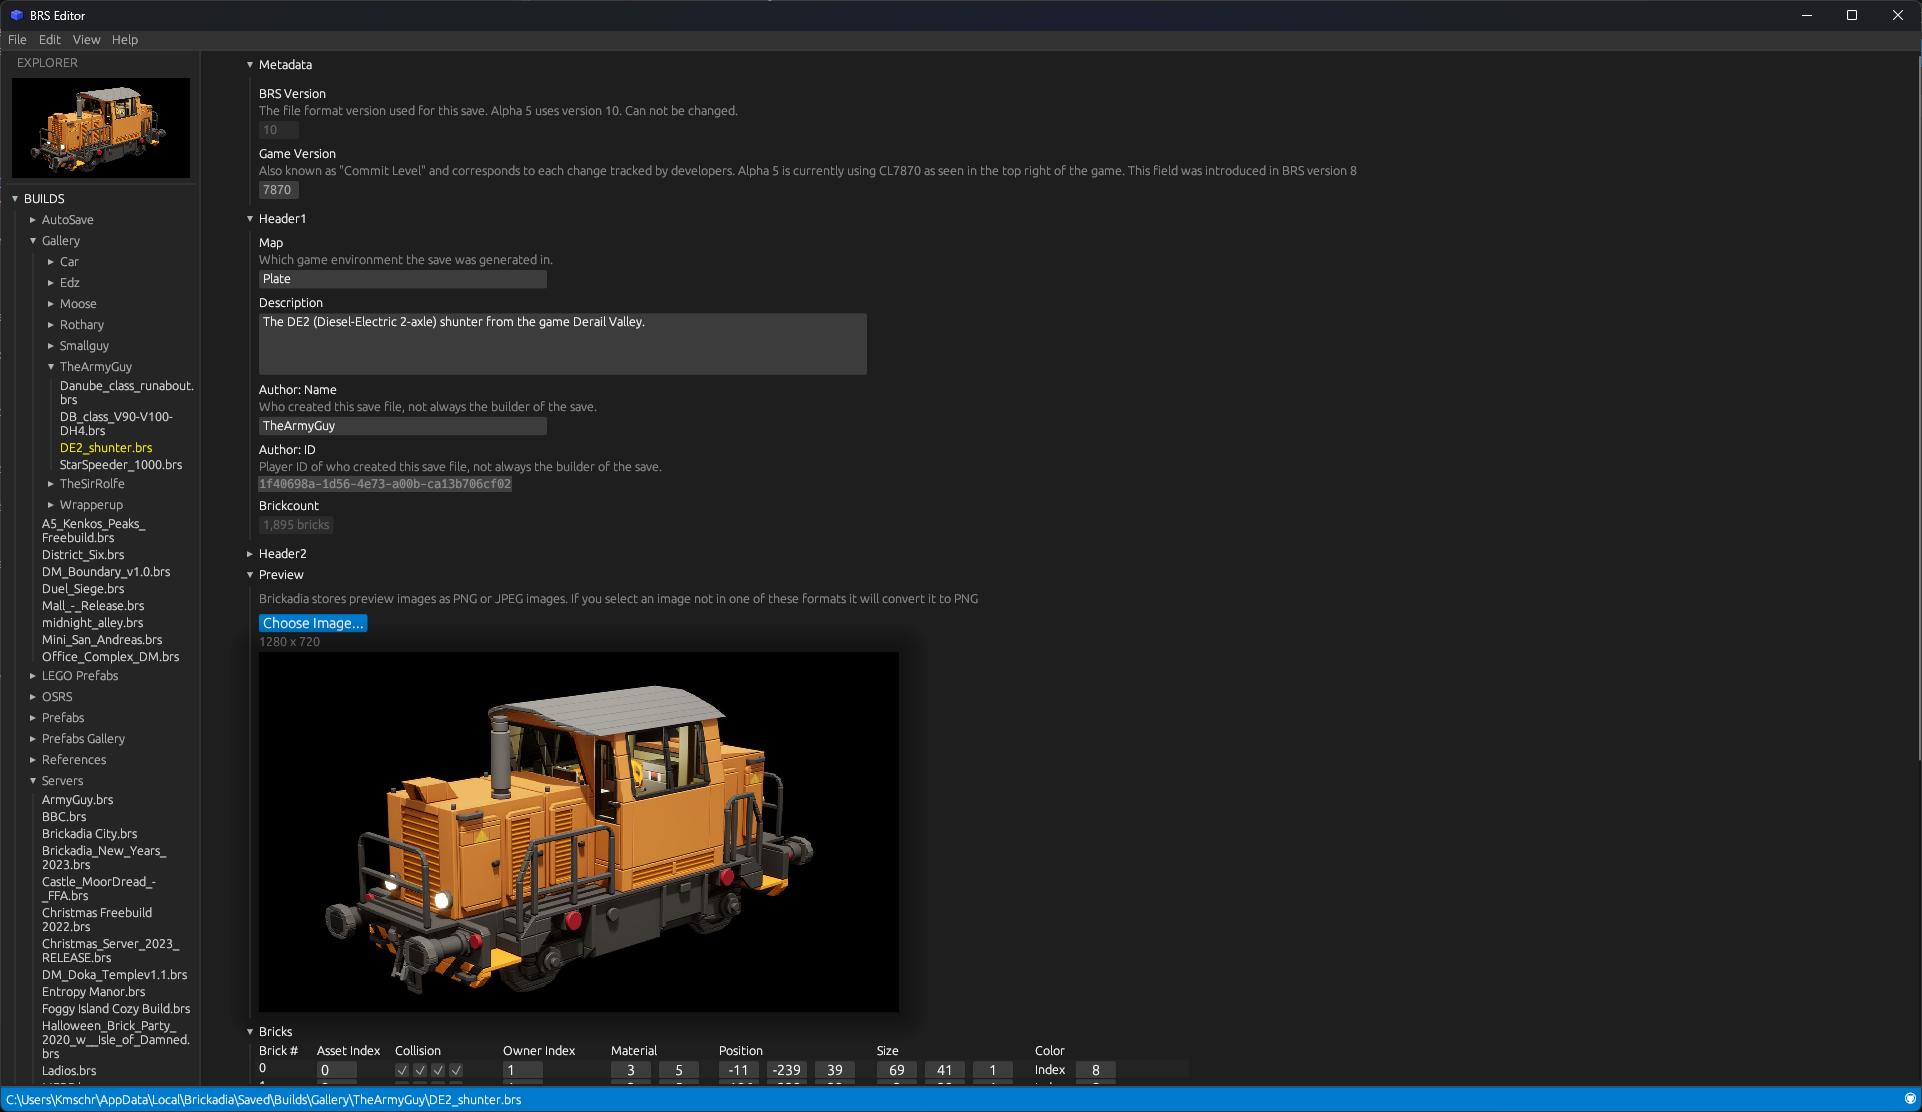 BRS Editor
File Edit View Help
EXPLORER
BUILDS
AutoSave
Gallery
Car
Edz
Moose
Rothary
Smallguy
TheArmyGuy
Danube_class_runabout.
brs
DB_class_V90-V100-
DH4.brs
DE2_shunter.brs
StarSpeeder_1000.brs
TheSirRolfe
Wrapperup
A5_Kenkos_Peaks_
Freebuild.brs
District_Six.brs
DM_Boundary_v1.0.brs
Duel_Siege.brs
Mall_-_Release.brs
midnight_alley.brs
Mini_San_Andreas.brs
Office_Complex_DM.brs
LEGO Prefabs
OSRS
Prefabs
Prefabs Gallery
References
Servers
ArmyGuy.brs
BBC.brs
Brickadia City.brs
Brickadia_New_Years_
2023.brs
Castle_MoorDread_-
_FFA.brs
Christmas Freebuild
2022.brs
Christmas_Server_2023_
RELEASE.brs
DM_Doka_Templev1.1.brs
Entropy Manor.brs
Foggy Island Cozy Build.brs
Halloween_Brick_Party_
2020_w__Isle_of_Damned.
brs
Ladios.brs
Metadata
BRS Version
The file format version used for this save. Alpha 5 uses version 10. Can not be changed.
10
Game Version
Also known as "Commit Level" and corresponds to each change tracked by developers. Alpha 5 is currently using CL7870 as seen in the top right of the game. This field was introduced in BRS version 8
7870
Header1
Map
Which game environment the save was generated in.
Plate
Description
The DE2 (Diesel-Electric 2-axle) shunter from the game Derail Valley.
Author: Name
Who created this save file, not always the builder of the save.
TheArmyGuy
Author: ID
Player ID of who created this save file, not always the builder of the save.
1f40698a-1d56-4e73-a00b-ca13b706cf02
Brickcount
1,895 bricks
Header2
Preview
Brickadia stores preview images as PNG or JPEG images. If you select an image not in one of these formats it will convert it to PNG
Choose Image...
1280 x 720
Bricks
Brick # Asset Index Collision Owner Index Material Position Size Color
0 0 1 3 5 -11 -239 39 69 41 1 Index 8
C:\Users\Kmschr\AppData\Local\Brickadia\Saved\Builds\Gallery\TheArmyGuy\DE2_shunter.brs